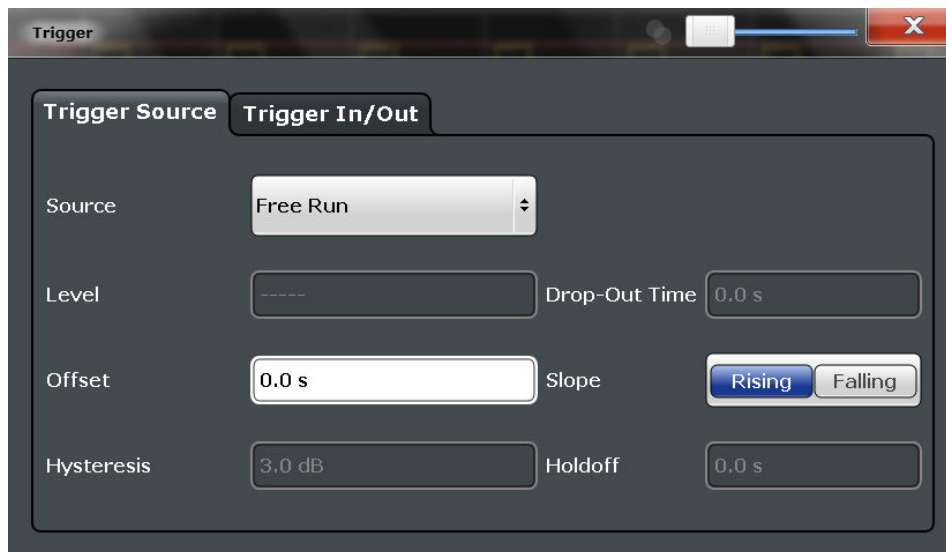 Trigger
X
Trigger Source Trigger In/Out
Source Free Run
Level ----- Drop-Out Time 0.0 s
Offset 0.0 s Slope Rising Falling
Hysteresis 3.0 dB Holdoff 0.0 s